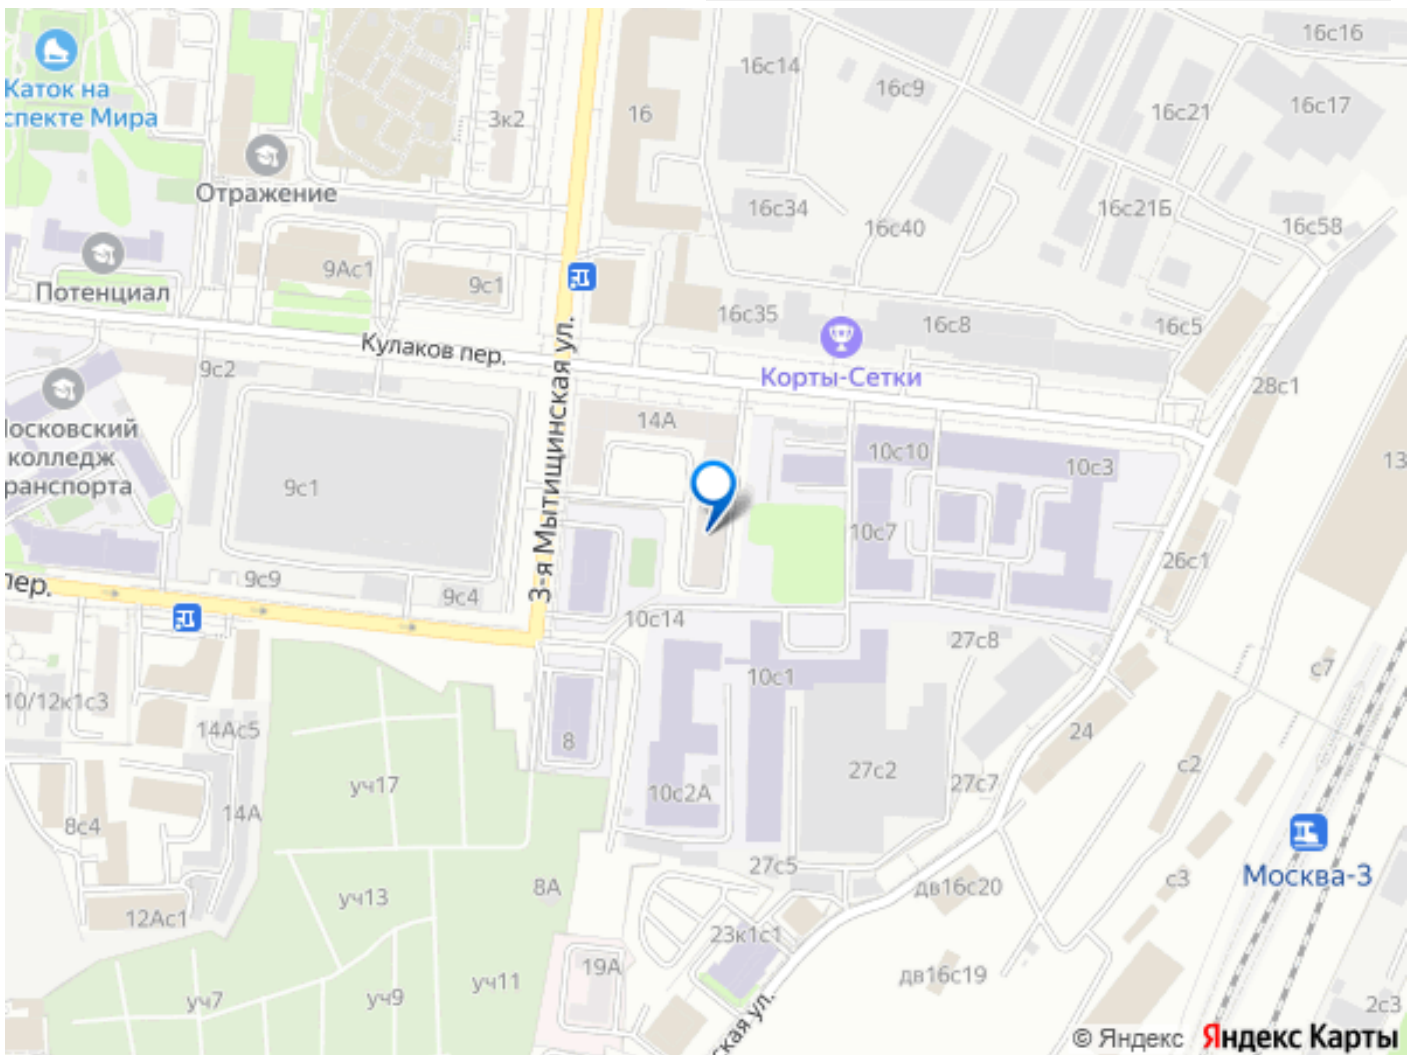 16с16
16с14
Каток на
спекте Мира
16с9
16с21
16с17
3к2
16
Отражение
16с34
16с21Б
16с40
16с58
9Ас1
9с1
Потенциал
16с35
16с8
16с5
Кулаков пер.
3-я Мытищинская ул.
9с2
Корты-Сетки
28с1
14А
осковский
колледж
ранспорта
10с10
10с3
13
9с1
10с7
26с1
пер.
9с9
9с4
10с14
27с8
с7
10/12к1с3
10с1
14Ас5
8
24
уч17
27с2
с2
27с7
10с2А
14А
8с4
27с5
Москва-3
8А
дв16с20
с3
уч13
12Ас1
23к1с1
19А
дв16с19
уч11
уч7
уч9
2с3
ская ул.
© Яндекс Яндекс Карты